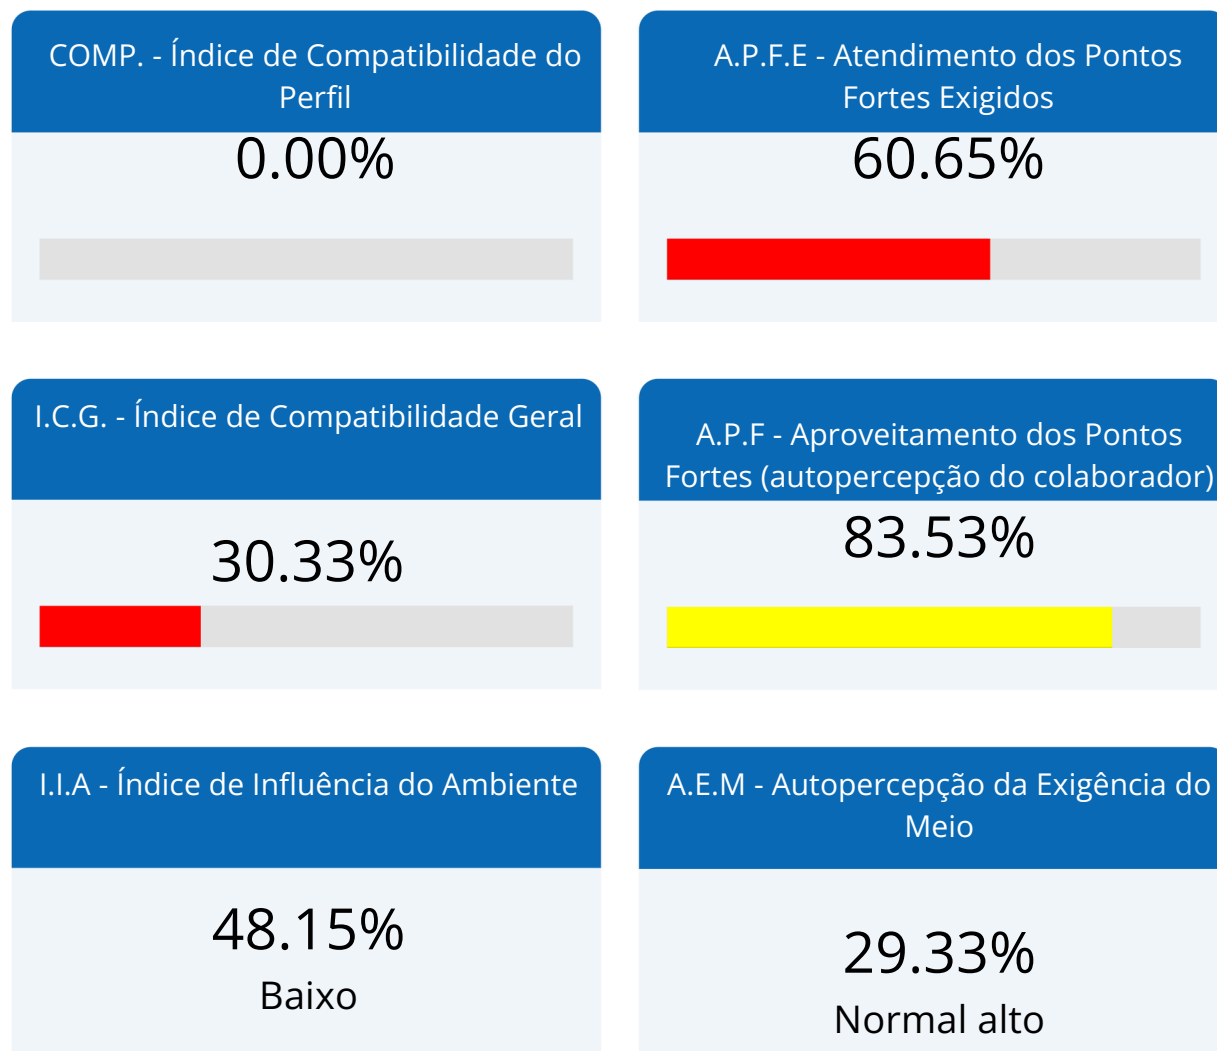 COMP. - Índice de Compatibilidade do
Perfil
0.00%
A.P.F.E - Atendimento dos Pontos
Fortes Exigidos
60.65%
I.C.G. - Índice de Compatibilidade Geral
30.33%
A.P.F - Aproveitamento dos Pontos
Fortes (autopercepção do colaborador)
83.53%
I.I.A - Índice de Influência do Ambiente
48.15%
Baixo
A.E.M - Autopercepção da Exigência do
Meio
29.33%
Normal alto